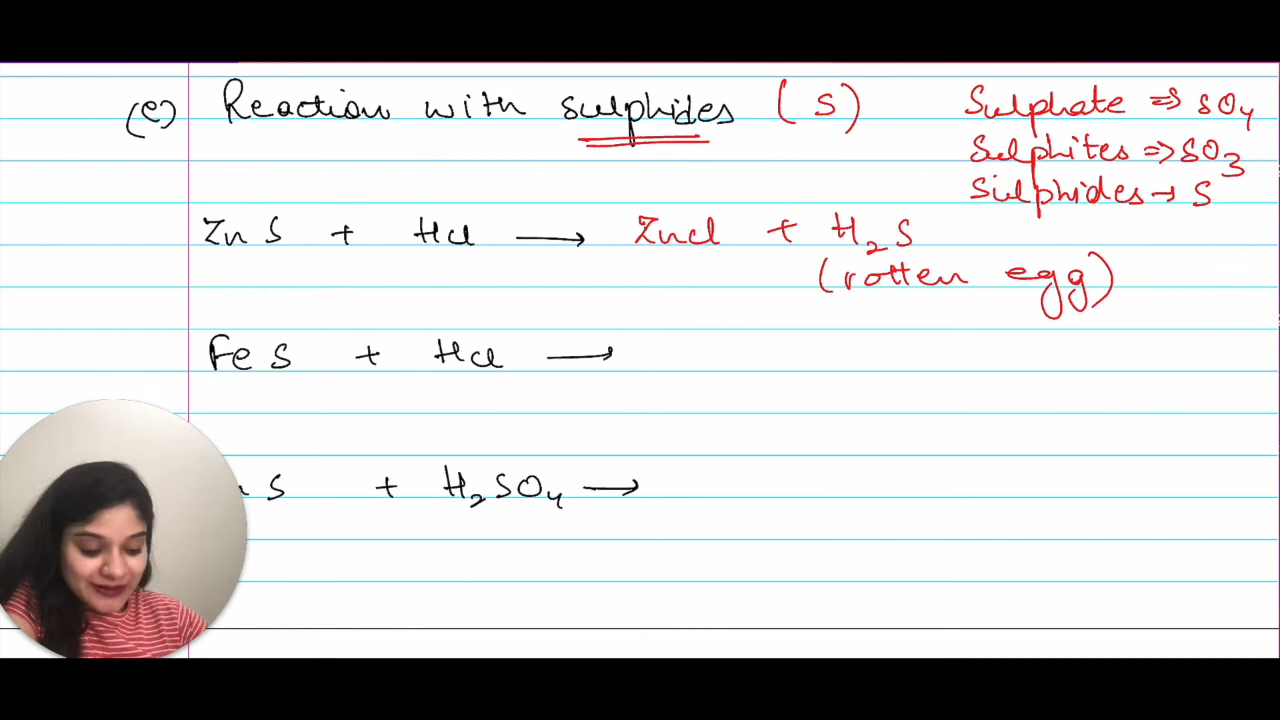 (e) Reaction with sulphides (S)
Sulphate => SO4
Sulphites => SO3
Sulphides → S
ZnS + HCl → ZnCl + H2S
(rotten egg)
FeS + HCl →
S + H2SO4 →